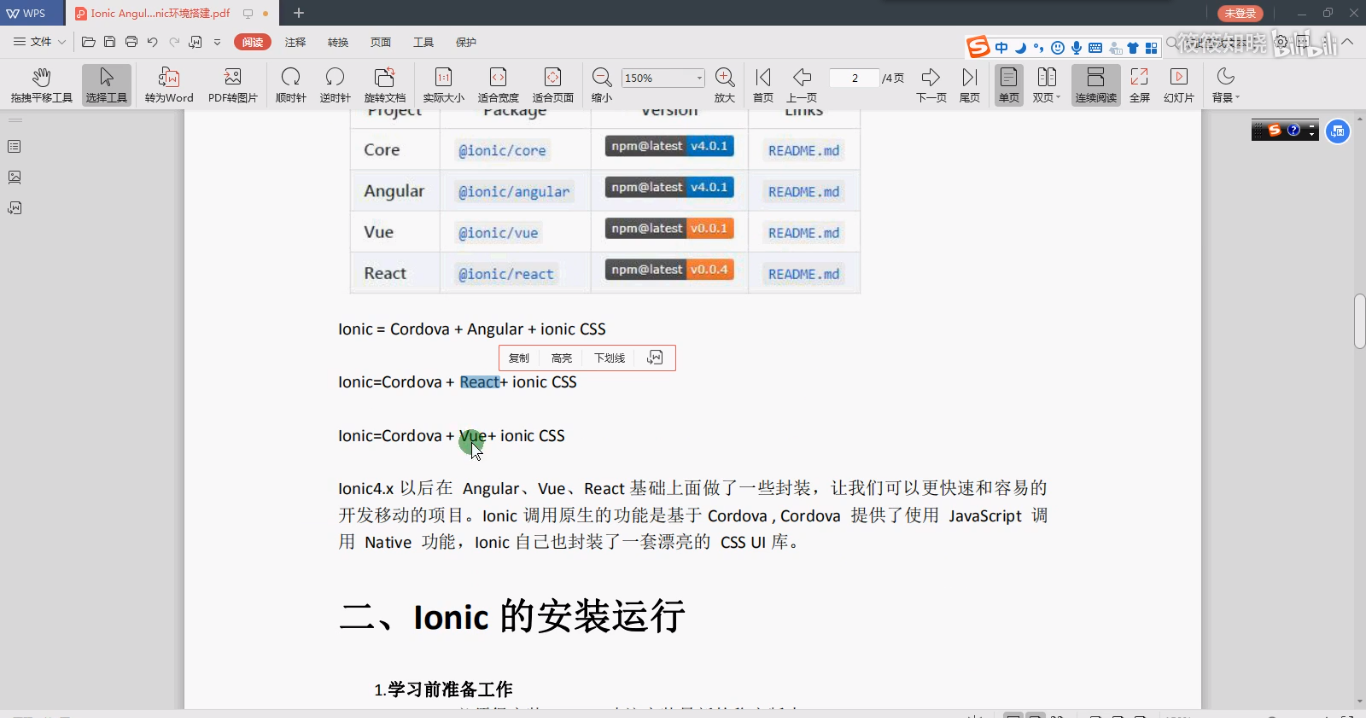 WPS
Ionic Angul...nic环境搭建.pdf
未登录
文件
阅读
注释
转换
页面
工具
保护
中
bilibili
拖拽平移工具
选择工具
转为Word
PDF转图片
顺时针
逆时针
旋转文档
实际大小
适合宽度
适合页面
缩小
150%
放大
首页
上一页
2
/4页
下一页
尾页
单页
双页
连续阅读
全屏
幻灯片
背景
Project Package Version Links
Core @ionic/core npm@latest v4.0.1 README.md
Angular @ionic/angular npm@latest v4.0.1 README.md
Vue @ionic/vue npm@latest v0.0.1 README.md
React @ionic/react npm@latest v0.0.4 README.md
Ionic = Cordova + Angular + ionic CSS
复制 高亮 下划线
Ionic=Cordova + React+ ionic CSS
Ionic=Cordova + Vue+ ionic CSS
Ionic4.x 以后在 Angular、Vue、React 基础上面做了一些封装，让我们可以更快速和容易的
开发移动的项目。Ionic 调用原生的功能是基于 Cordova , Cordova 提供了使用 JavaScript 调
用 Native 功能，Ionic 自己也封装了一套漂亮的 CSS UI 库。
二、Ionic 的安装运行
1.学习前准备工作